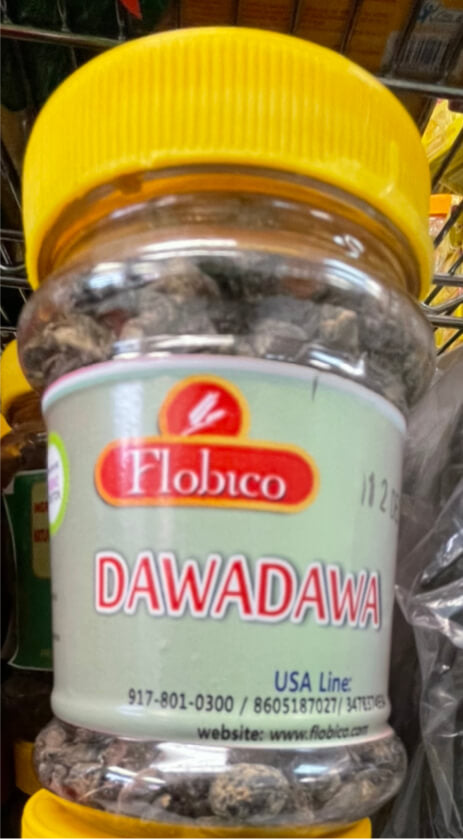 Flobico
DAWADAWA
USA Line:
917-801-0300 / 8605187027/
website: www.flobico.com